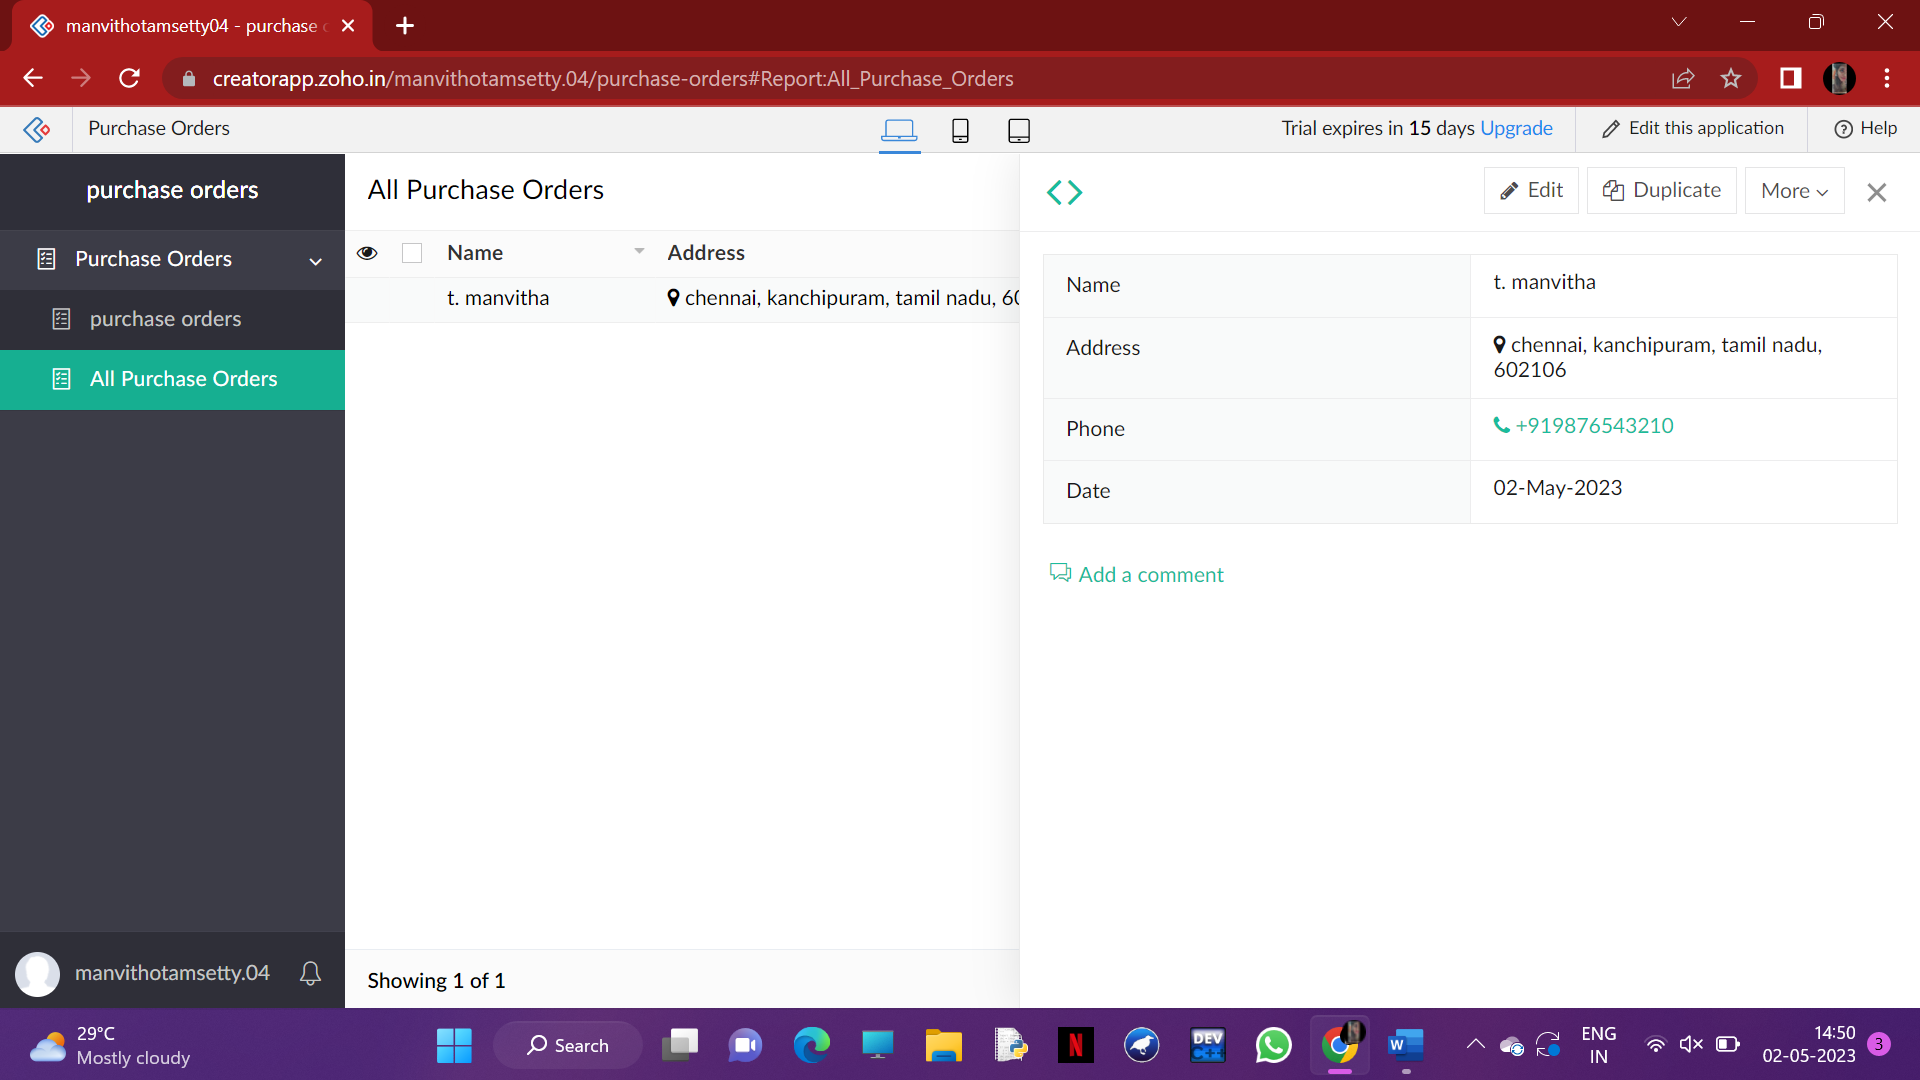 manvithotamsetty04 - purchase
creatorapp.zoho.in/manvithotamsetty.04/purchase-orders#Report:All_Purchase_Orders
Purchase Orders
Trial expires in 15 days Upgrade
Edit this application
Help
purchase orders
Purchase Orders
purchase orders
All Purchase Orders
manvithotamsetty.04
All Purchase Orders
Name Address
t. manvitha chennai, kanchipuram, tamil nadu, 60
Showing 1 of 1
Edit Duplicate More
Name t. manvitha
Address chennai, kanchipuram, tamil nadu,
602106
Phone +919876543210
Date 02-May-2023
Add a comment
29°C
Mostly cloudy
Search
N
DEV
C++
W
ENG
IN
14:50
02-05-2023
3